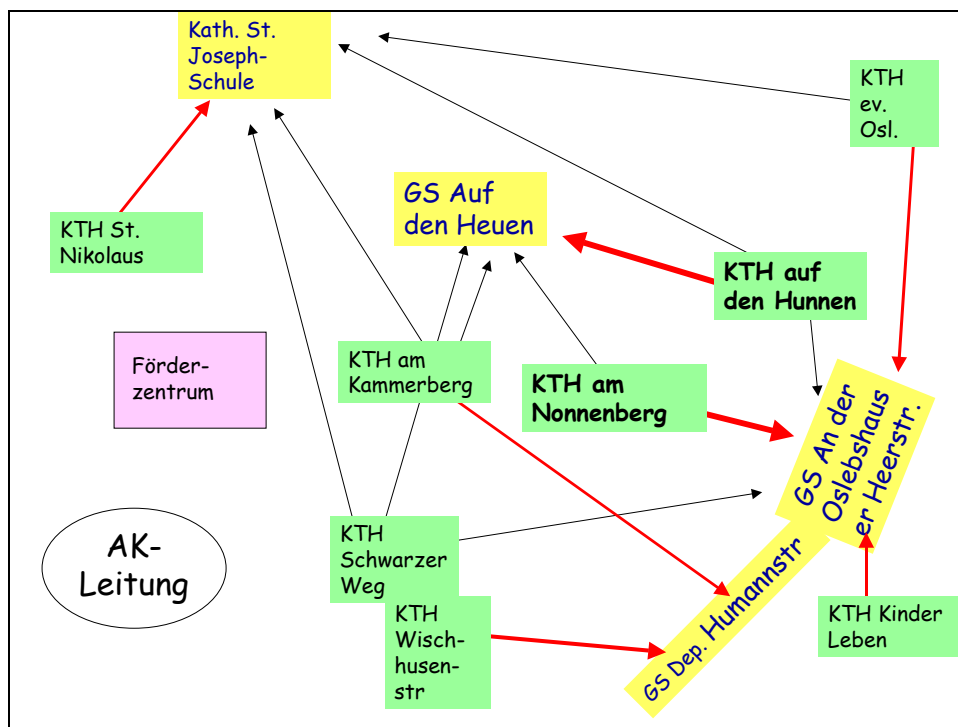 Kath. St.
Joseph-
Schule
KTH
ev.
Osl.
GS Auf
den Heuen
KTH St.
Nikolaus
KTH auf
den Hunnen
Förder-
zentrum
KTH am
Kammerberg
KTH am
Nonnenberg
GS An der
Oslebshaus
er Heerstr.
AK-
Leitung
KTH
Schwarzer
Weg
GS Dep. Humannstr
KTH
Wisch-
husen-
str
KTH Kinder
Leben